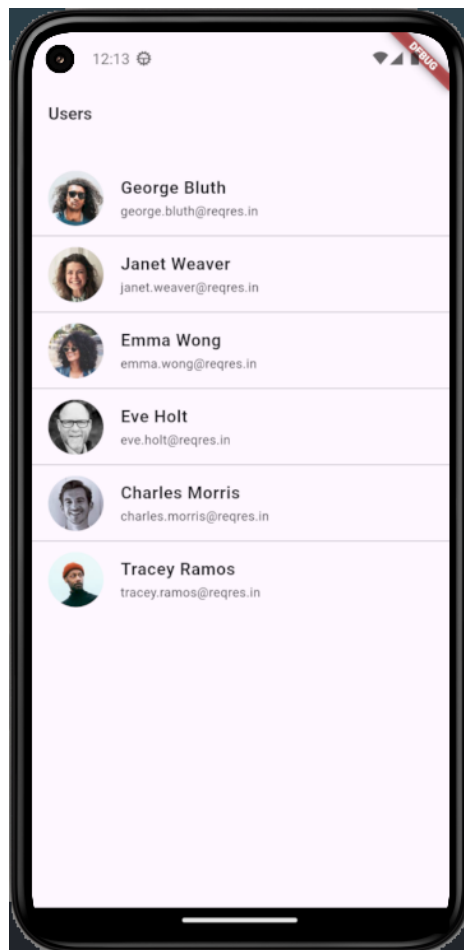 12:13
DEBUG
Users
George Bluth
george.bluth@reqres.in
Janet Weaver
janet.weaver@reqres.in
Emma Wong
emma.wong@reqres.in
Eve Holt
eve.holt@reqres.in
Charles Morris
charles.morris@reqres.in
Tracey Ramos
tracey.ramos@reqres.in